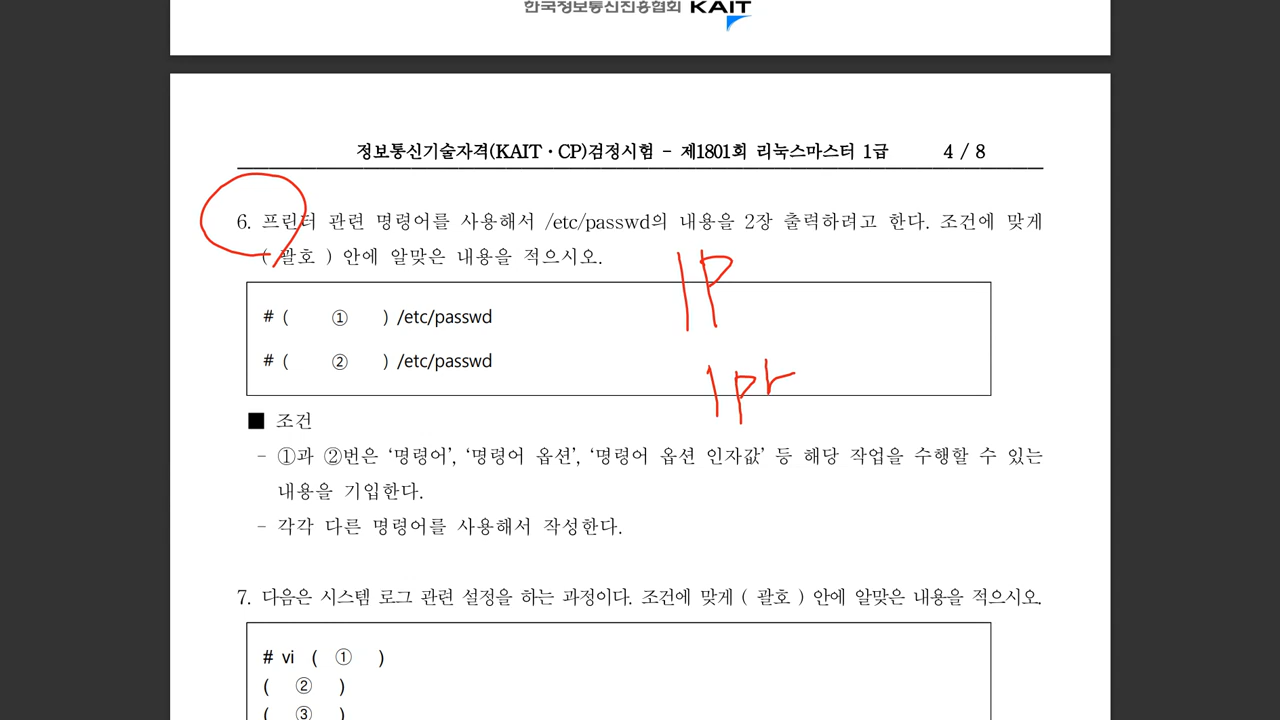 한국정보통신진흥협회 KAIT
정보통신기술자격(KAIT・CP)검정시험 - 제1801회 리눅스마스터 1급 4 / 8
6. 프린터 관련 명령어를 사용해서 /etc/passwd의 내용을 2장 출력하려고 한다. 조건에 맞게
( 괄호 ) 안에 알맞은 내용을 적으시오.
lp
# ( ① ) /etc/passwd
# ( ② ) /etc/passwd
lpr
■ 조건
- ①과 ②번은 ‘명령어’, ‘명령어 옵션’, ‘명령어 옵션 인자값’ 등 해당 작업을 수행할 수 있는
내용을 기입한다.
- 각각 다른 명령어를 사용해서 작성한다.
7. 다음은 시스템 로그 관련 설정을 하는 과정이다. 조건에 맞게 ( 괄호 ) 안에 알맞은 내용을 적으시오.
# vi ( ① )
( ② )
( ③ )